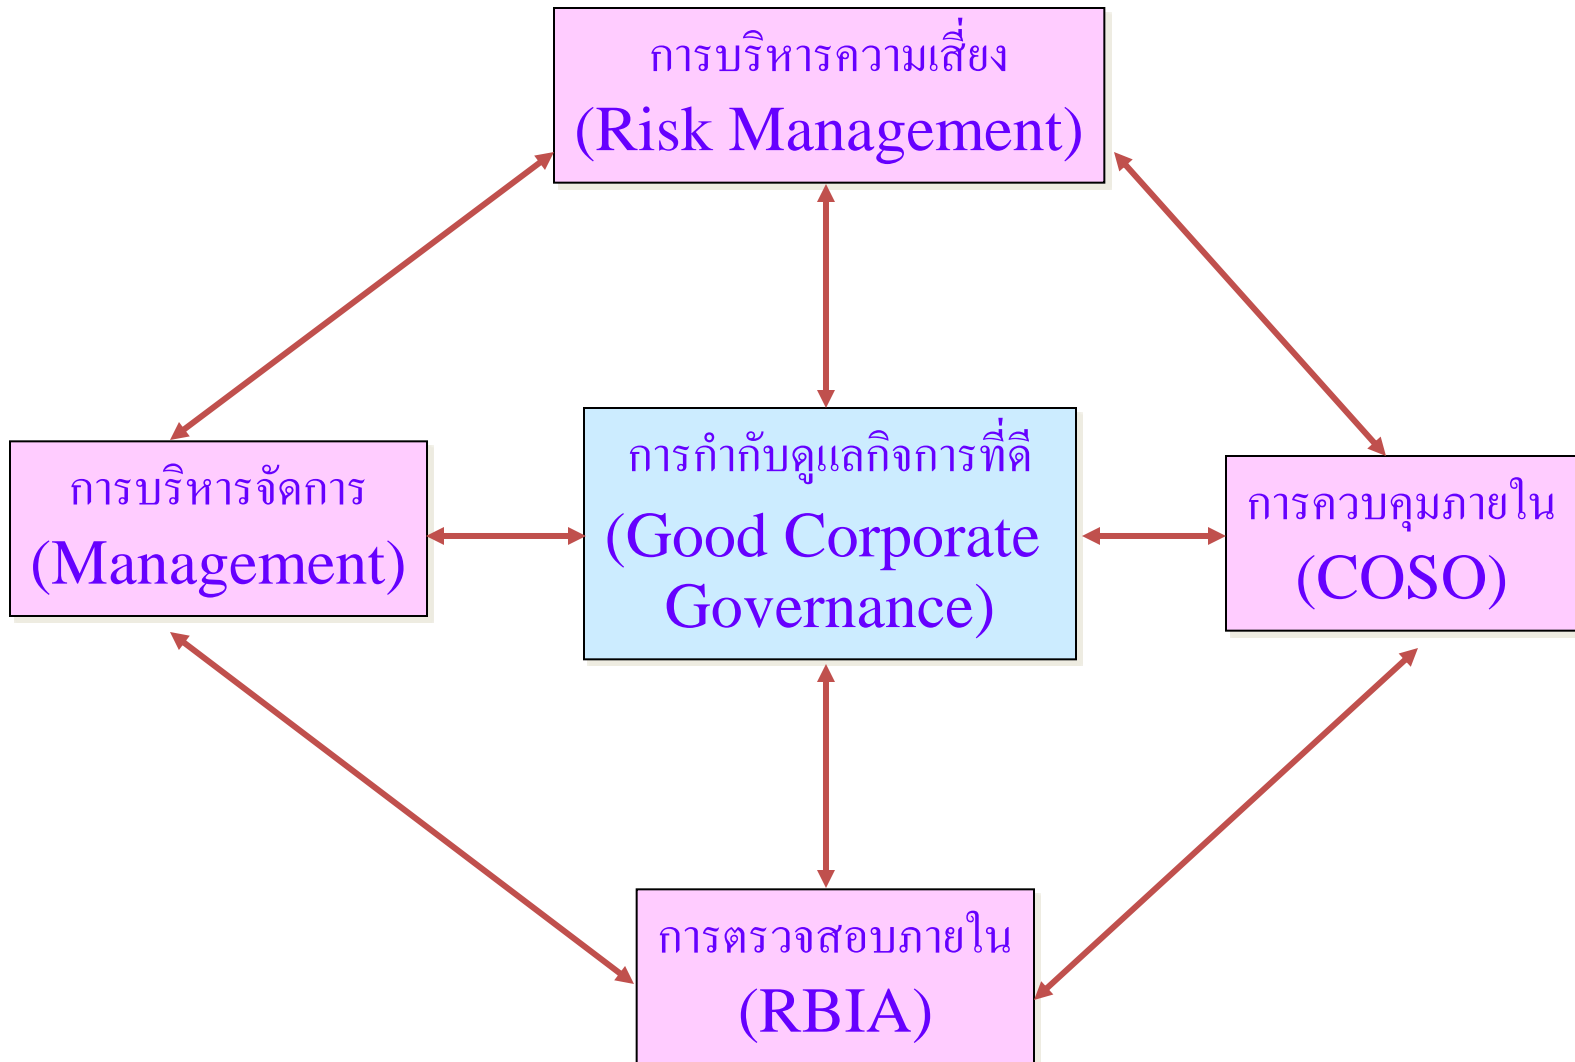 การบริหารความเสี่ยง
(Risk Management)
การบริหารจัดการ
(Management)
การกำกับดูแลกิจการที่ดี
(Good Corporate
Governance)
การควบคุมภายใน
(COSO)
การตรวจสอบภายใน
(RBIA)